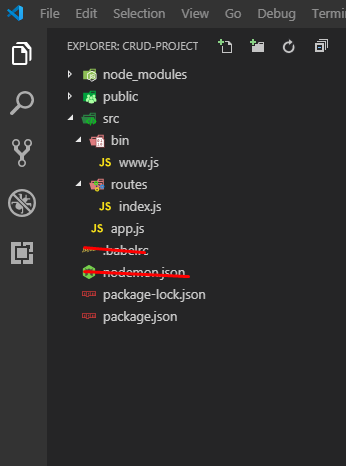 File Edit Selection View Go Debug Termin
EXPLORER: CRUD-PROJECT
node_modules
public
src
bin
JS www.js
routes
JS index.js
JS app.js
.babelrc
nodemon.json
package-lock.json
package.json